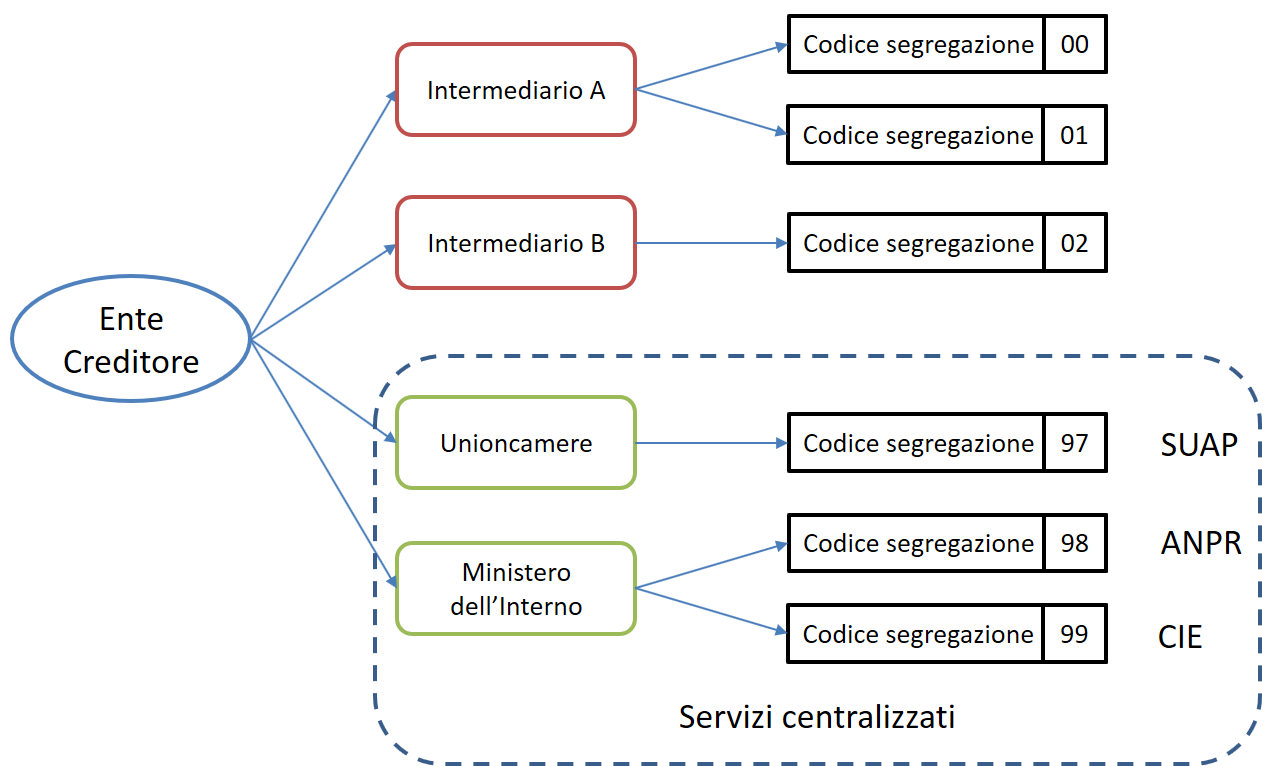 Codice segregazione 00
Intermediario A
Codice segregazione 01
Intermediario B
Codice segregazione 02
Ente
Creditore
Unioncamere
Codice segregazione 97
SUAP
Codice segregazione 98
ANPR
Ministero
dell’Interno
Codice segregazione 99
CIE
Servizi centralizzati